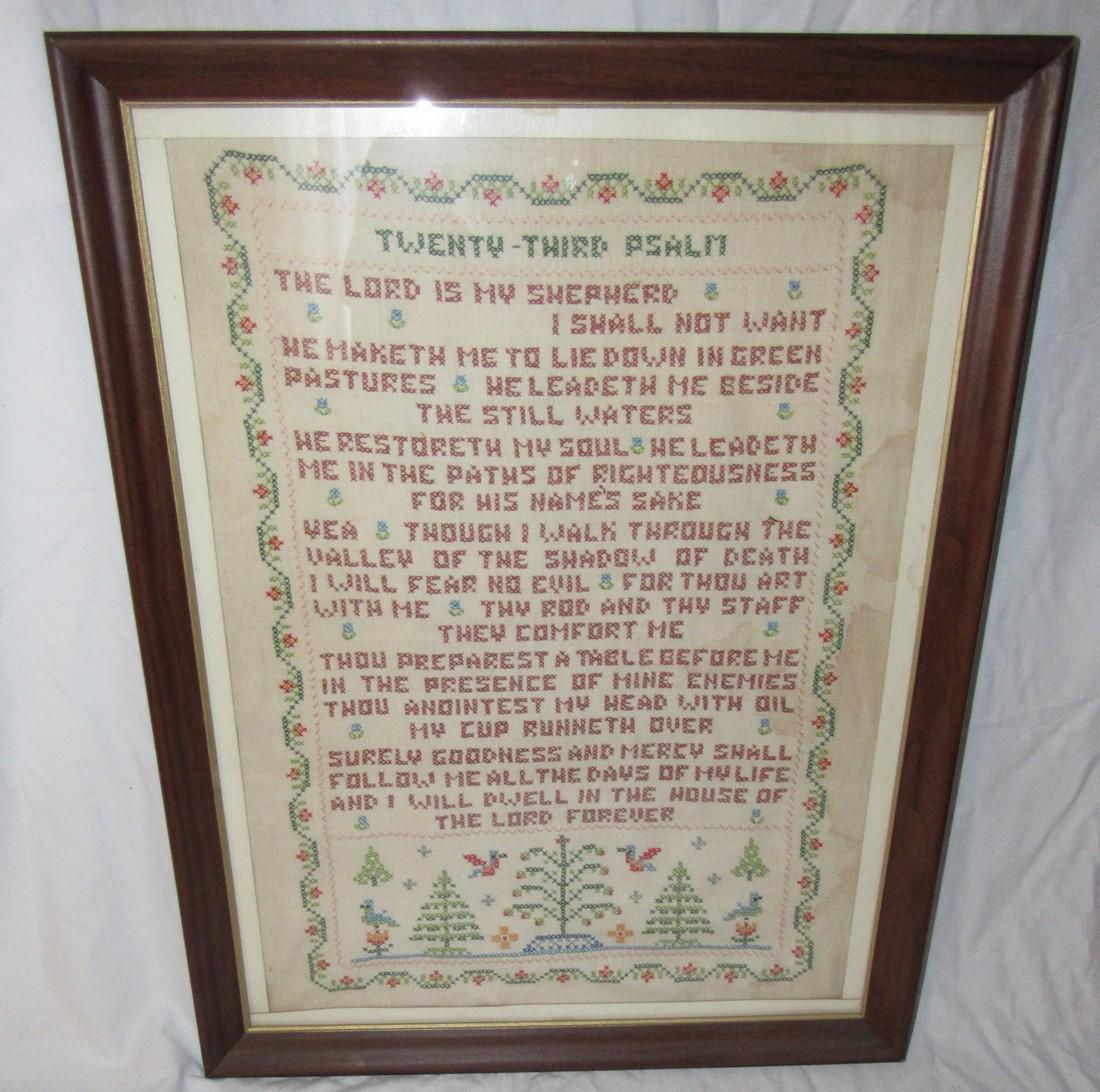 TWENTY-THIRD PSALM
THE LORD IS MY SHEPHERD
I SHALL NOT WANT
HE MAKETH ME TO LIE DOWN IN GREEN
PASTURES HE LEADETH ME BESIDE
THE STILL WATERS
HE RESTORETH MY SOUL HE LEADETH
ME IN THE PATHS OF RIGHTEOUSNESS
FOR HIS NAME'S SAKE
YEA THOUGH I WALK THROUGH THE
VALLEY OF THE SHADOW OF DEATH
I WILL FEAR NO EVIL FOR THOU ART
WITH ME THY ROD AND THY STAFF
THEY COMFORT ME
THOU PREPAREST A TABLE BEFORE ME
IN THE PRESENCE OF MINE ENEMIES
THOU ANOINTEST MY HEAD WITH OIL
MY CUP RUNNETH OVER
SURELY GOODNESS AND MERCY SHALL
FOLLOW ME ALL THE DAYS OF MY LIFE
AND I WILL DWELL IN THE HOUSE OF
THE LORD FOREVER